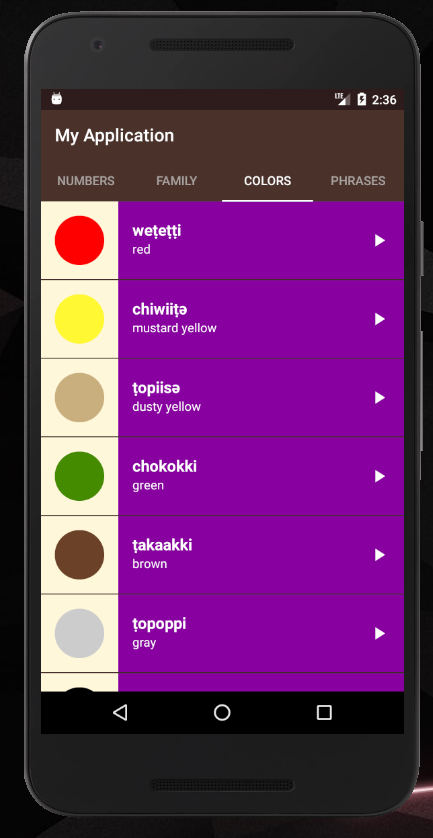 LTE 2:36
My Application
NUMBERS FAMILY COLORS PHRASES
weṭeṭṭi
red
chiwiiṭə
mustard yellow
ṭopiisə
dusty yellow
chokokki
green
ṭakaakki
brown
ṭopoppi
gray